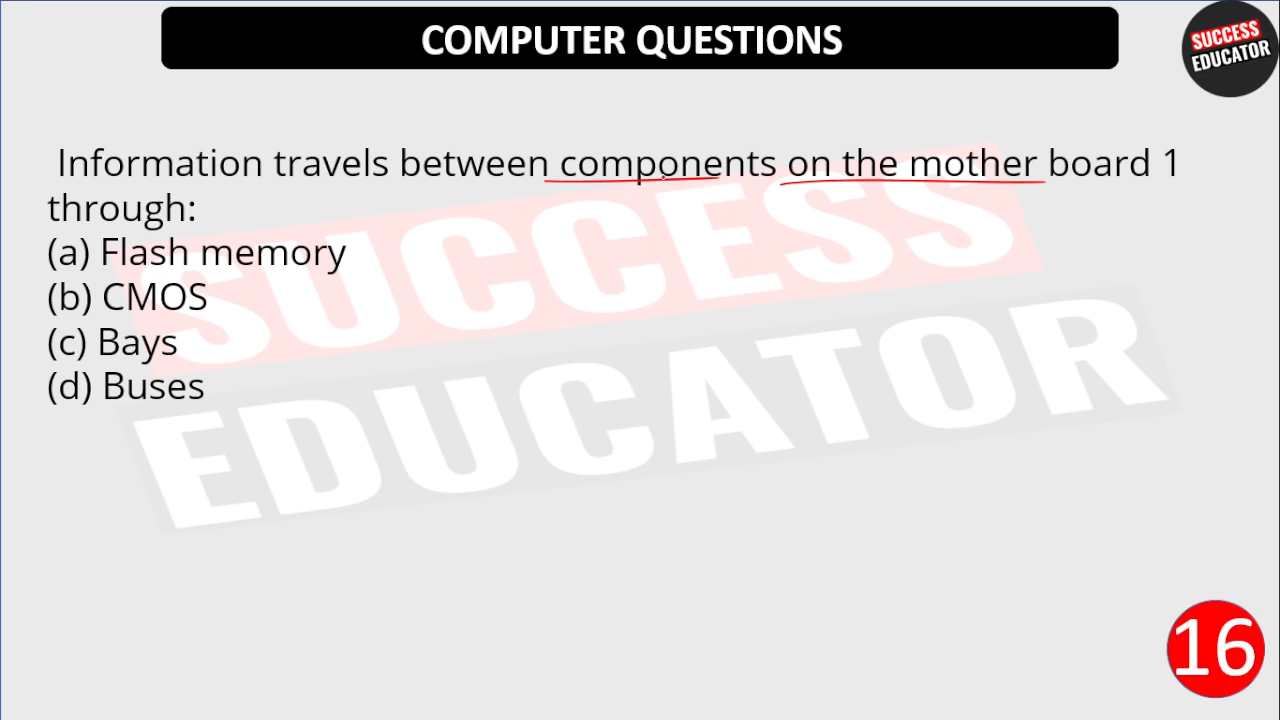 COMPUTER QUESTIONS
SUCCESS
EDUCATOR
Information travels between components on the mother board 1
through:
(a) Flash memory
(b) CMOS
(c) Bays
(d) Buses
SUCCESS
EDUCATOR
16